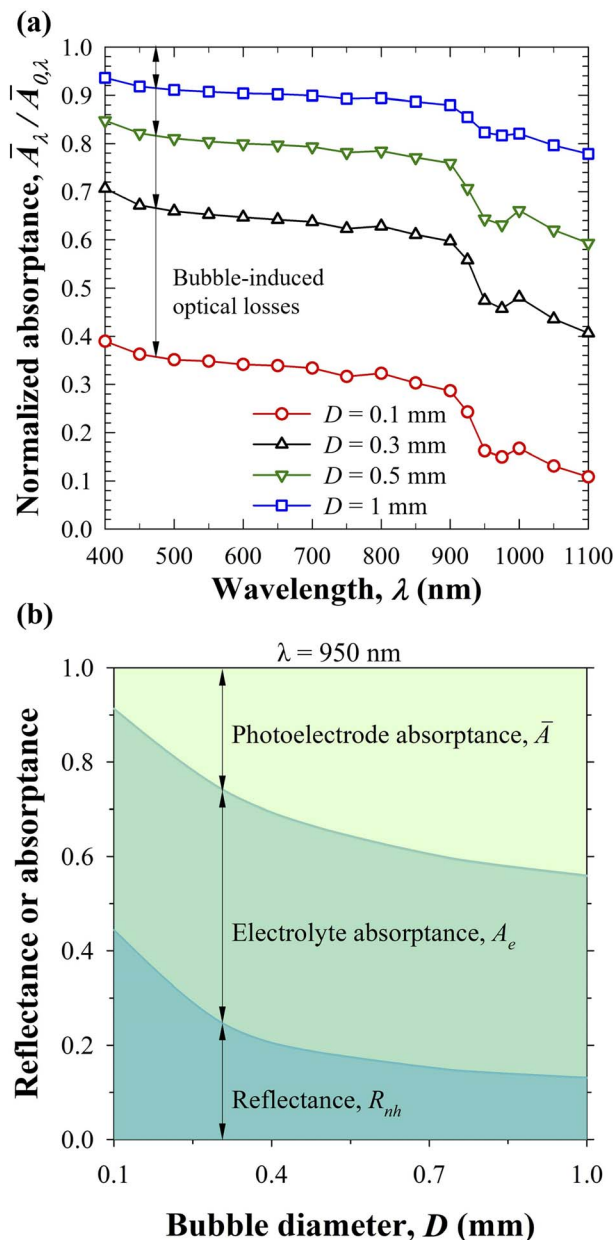 (a)
1.0
0.9
0.8
0.7
0.6
0.5
0.4
0.3
0.2
0.1
0.0
Normalized absorptance, A̅λ/A̅0,λ
Bubble-induced
optical losses
D = 0.1 mm
D = 0.3 mm
D = 0.5 mm
D = 1 mm
400 500 600 700 800 900 1000 1100
Wavelength, λ (nm)
(b)
λ = 950 nm
1.0
0.8
0.6
0.4
0.2
0.0
Reflectance or absorptance
Photoelectrode absorptance, A̅
Electrolyte absorptance, Ae
Reflectance, Rnh
0.1 0.4 0.7 1.0
Bubble diameter, D (mm)